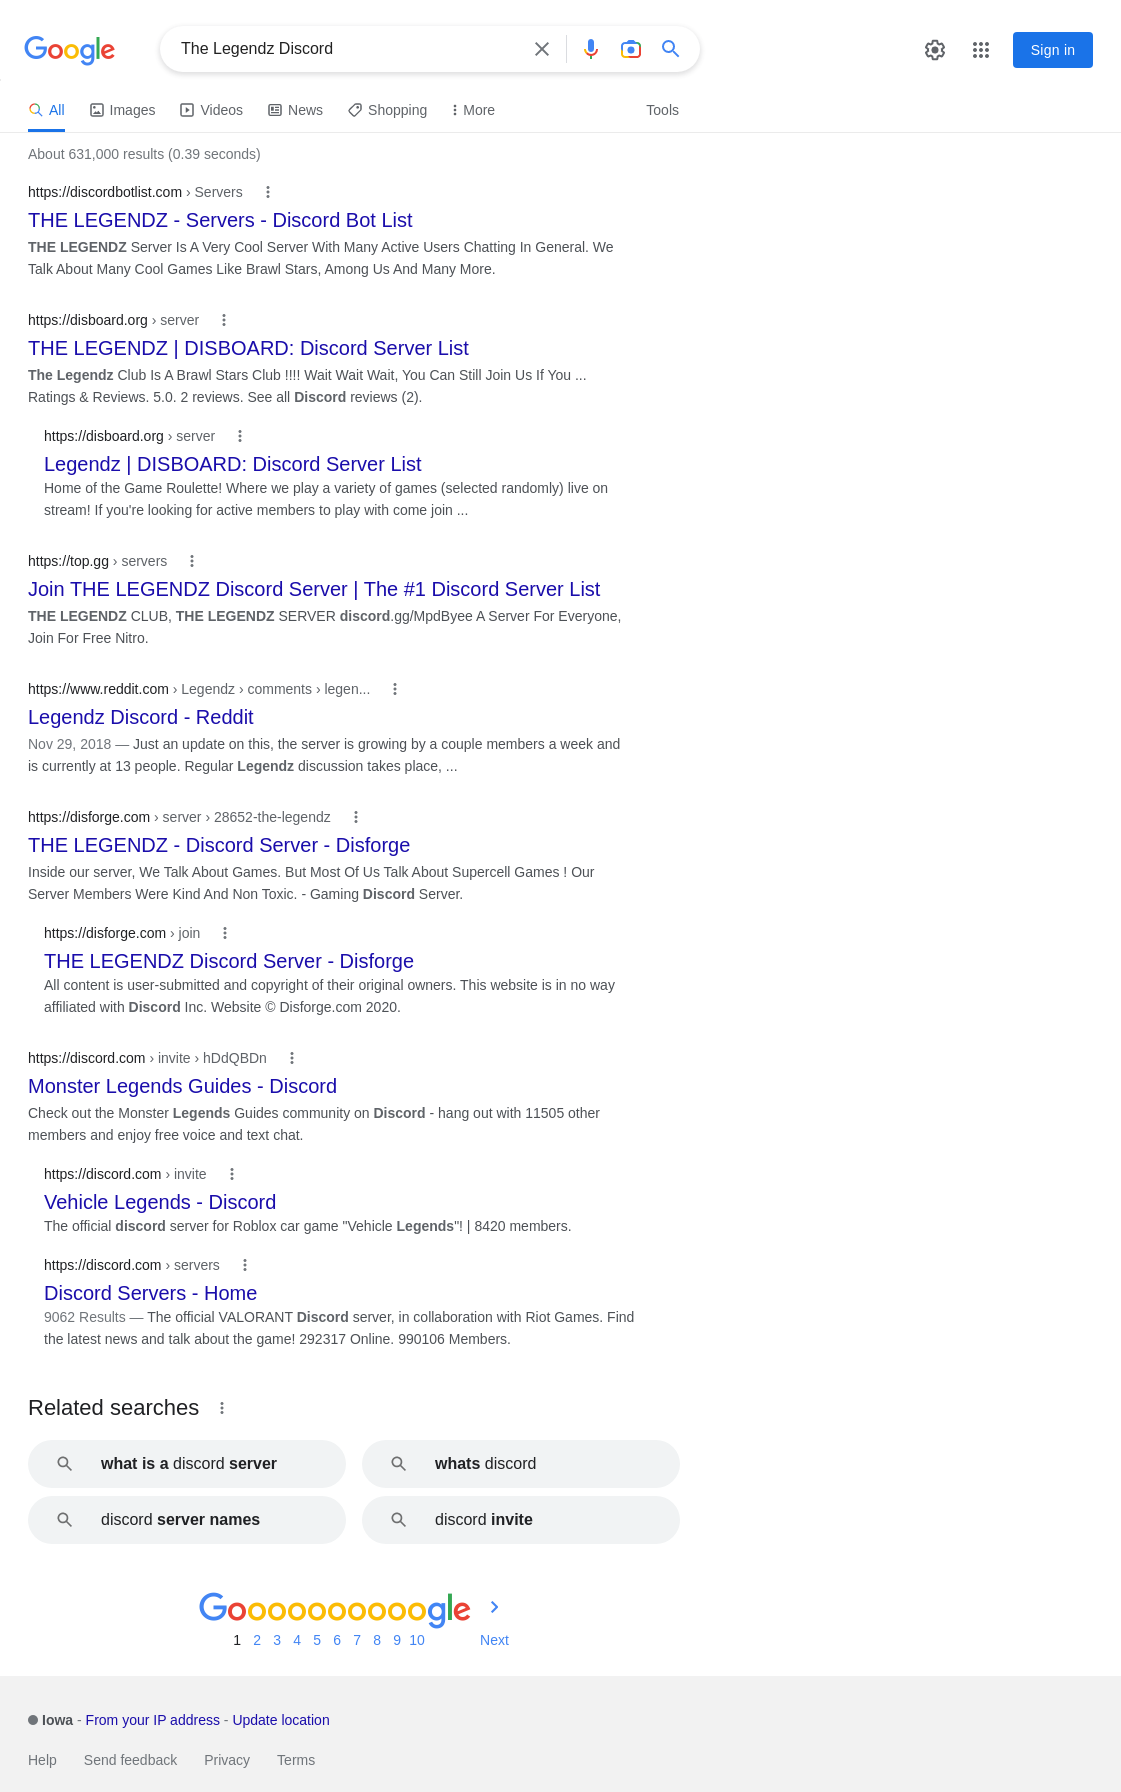 Google
The Legendz Discord
Sign in
All Images Videos News Shopping More Tools
About 631,000 results (0.39 seconds)
https://discordbotlist.com › Servers
THE LEGENDZ - Servers - Discord Bot List
THE LEGENDZ Server Is A Very Cool Server With Many Active Users Chatting In General. We
Talk About Many Cool Games Like Brawl Stars, Among Us And Many More.
https://disboard.org › server
THE LEGENDZ | DISBOARD: Discord Server List
The Legendz Club Is A Brawl Stars Club !!!! Wait Wait Wait, You Can Still Join Us If You ...
Ratings & Reviews. 5.0. 2 reviews. See all Discord reviews (2).
https://disboard.org › server
Legendz | DISBOARD: Discord Server List
Home of the Game Roulette! Where we play a variety of games (selected randomly) live on
stream! If you're looking for active members to play with come join ...
https://top.gg › servers
Join THE LEGENDZ Discord Server | The #1 Discord Server List
THE LEGENDZ CLUB, THE LEGENDZ SERVER discord.gg/MpdByee A Server For Everyone,
Join For Free Nitro.
https://www.reddit.com › Legendz › comments › legen...
Legendz Discord - Reddit
Nov 29, 2018 — Just an update on this, the server is growing by a couple members a week and
is currently at 13 people. Regular Legendz discussion takes place, ...
https://disforge.com › server › 28652-the-legendz
THE LEGENDZ - Discord Server - Disforge
Inside our server, We Talk About Games. But Most Of Us Talk About Supercell Games ! Our
Server Members Were Kind And Non Toxic. - Gaming Discord Server.
https://disforge.com › join
THE LEGENDZ Discord Server - Disforge
All content is user-submitted and copyright of their original owners. This website is in no way
affiliated with Discord Inc. Website © Disforge.com 2020.
https://discord.com › invite › hDdQBDn
Monster Legends Guides - Discord
Check out the Monster Legends Guides community on Discord - hang out with 11505 other
members and enjoy free voice and text chat.
https://discord.com › invite
Vehicle Legends - Discord
The official discord server for Roblox car game "Vehicle Legends"! | 8420 members.
https://discord.com › servers
Discord Servers - Home
9062 Results — The official VALORANT Discord server, in collaboration with Riot Games. Find
the latest news and talk about the game! 292317 Online. 990106 Members.
Related searches
what is a discord server
whats discord
discord server names
discord invite
Goooooooooogle
1 2 3 4 5 6 7 8 9 10 Next
Iowa - From your IP address - Update location
Help Send feedback Privacy Terms